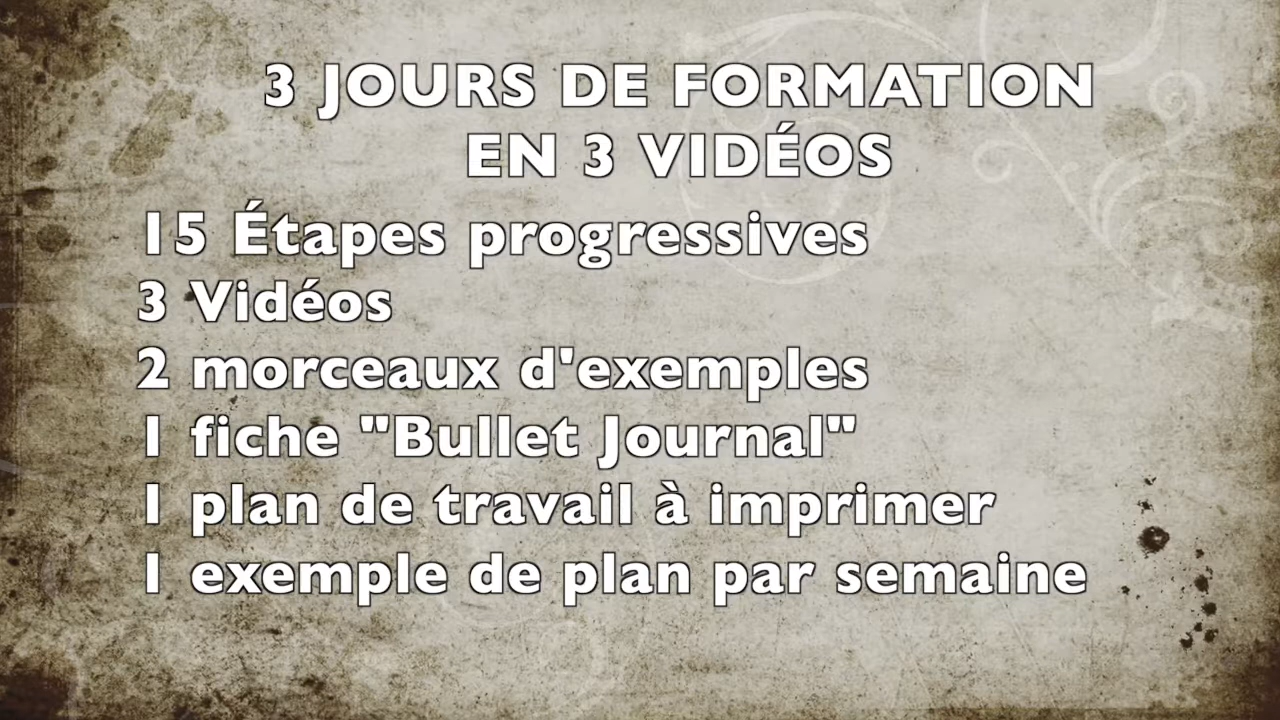 3 JOURS DE FORMATION
EN 3 VIDÉOS
15 Étapes progressives
3 Vidéos
2 morceaux d'exemples
1 fiche "Bullet Journal"
1 plan de travail à imprimer
1 exemple de plan par semaine